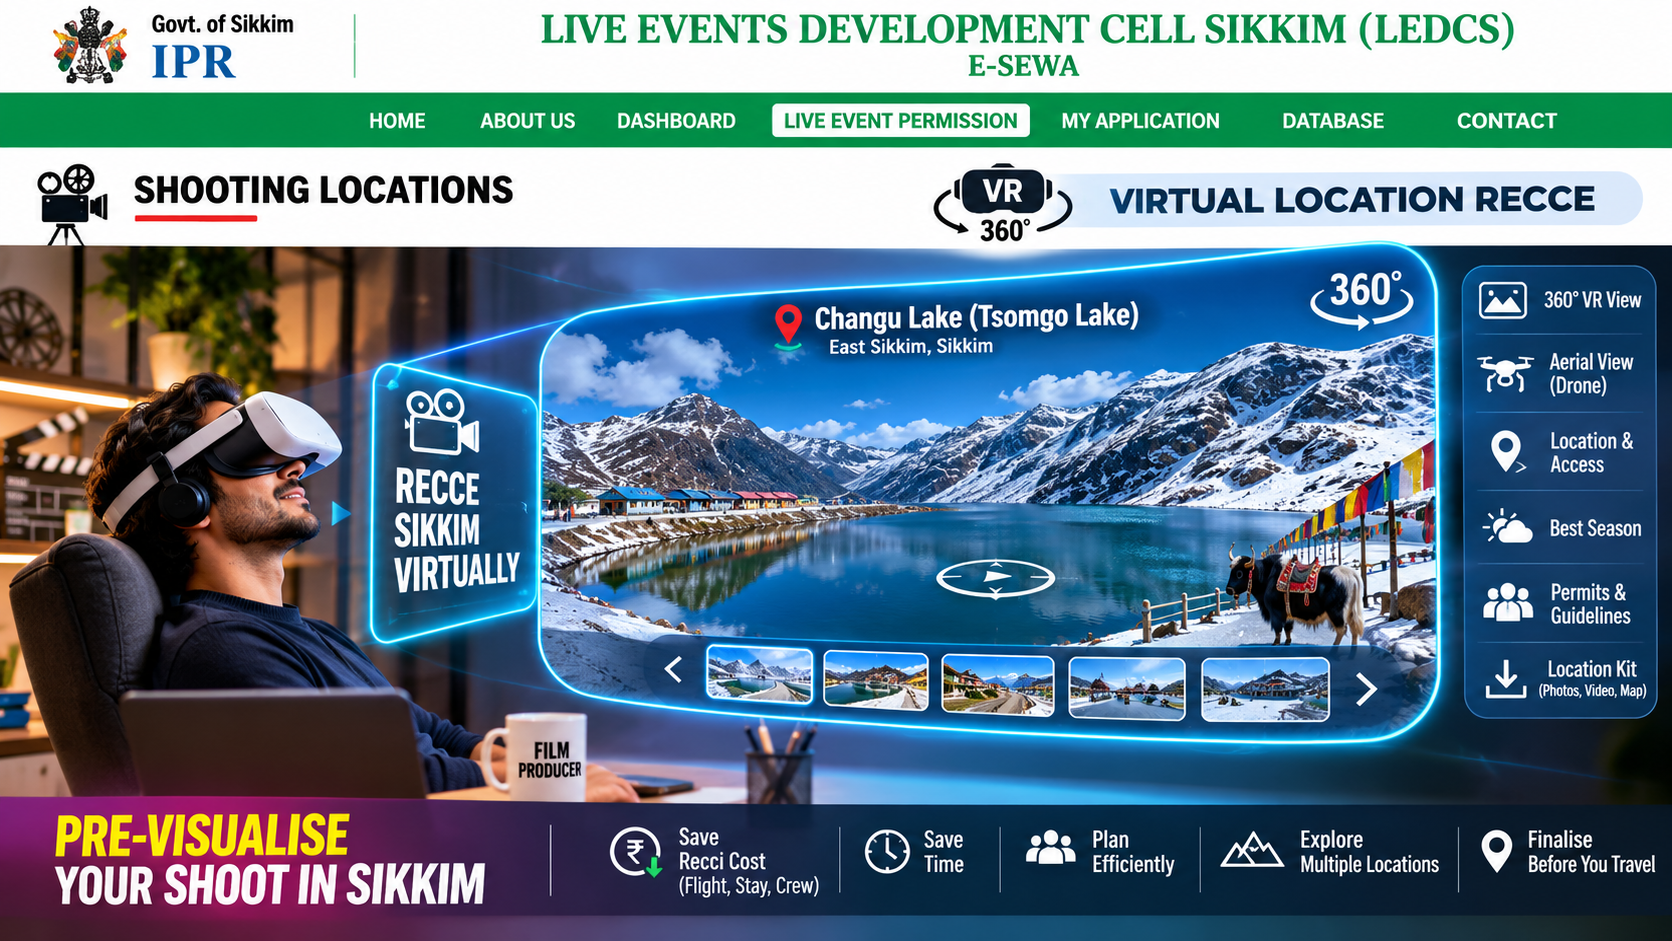 Govt. of Sikkim
IPR
LIVE EVENTS DEVELOPMENT CELL SIKKIM (LEDCS)
E-SEWA
HOME
ABOUT US
DASHBOARD
LIVE EVENT PERMISSION
MY APPLICATION
DATABASE
CONTACT
SHOOTING LOCATIONS
VR
360°
VIRTUAL LOCATION RECCE
RECCE
SIKKIM
VIRTUALLY
Changu Lake (Tsomgo Lake)
East Sikkim, Sikkim
360°
360° VR View
Aerial View
(Drone)
Location &
Access
Best Season
Permits &
Guidelines
Location Kit
(Photos, Video, Map)
FILM
PRODUCER
PRE-VISUALISE
YOUR SHOOT IN SIKKIM
Save
Recci Cost
(Flight, Stay, Crew)
Save
Time
Plan
Efficiently
Explore
Multiple Locations
Finalise
Before You Travel